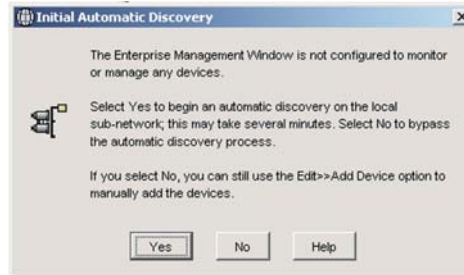 Initial Automatic Discovery
The Enterprise Management Window is not configured to monitor
or manage any devices.
Select Yes to begin an automatic discovery on the local
sub-network; this may take several minutes. Select No to bypass
the automatic discovery process.
If you select No, you can still use the Edit>>Add Device option to
manually add the devices.
Yes
No
Help